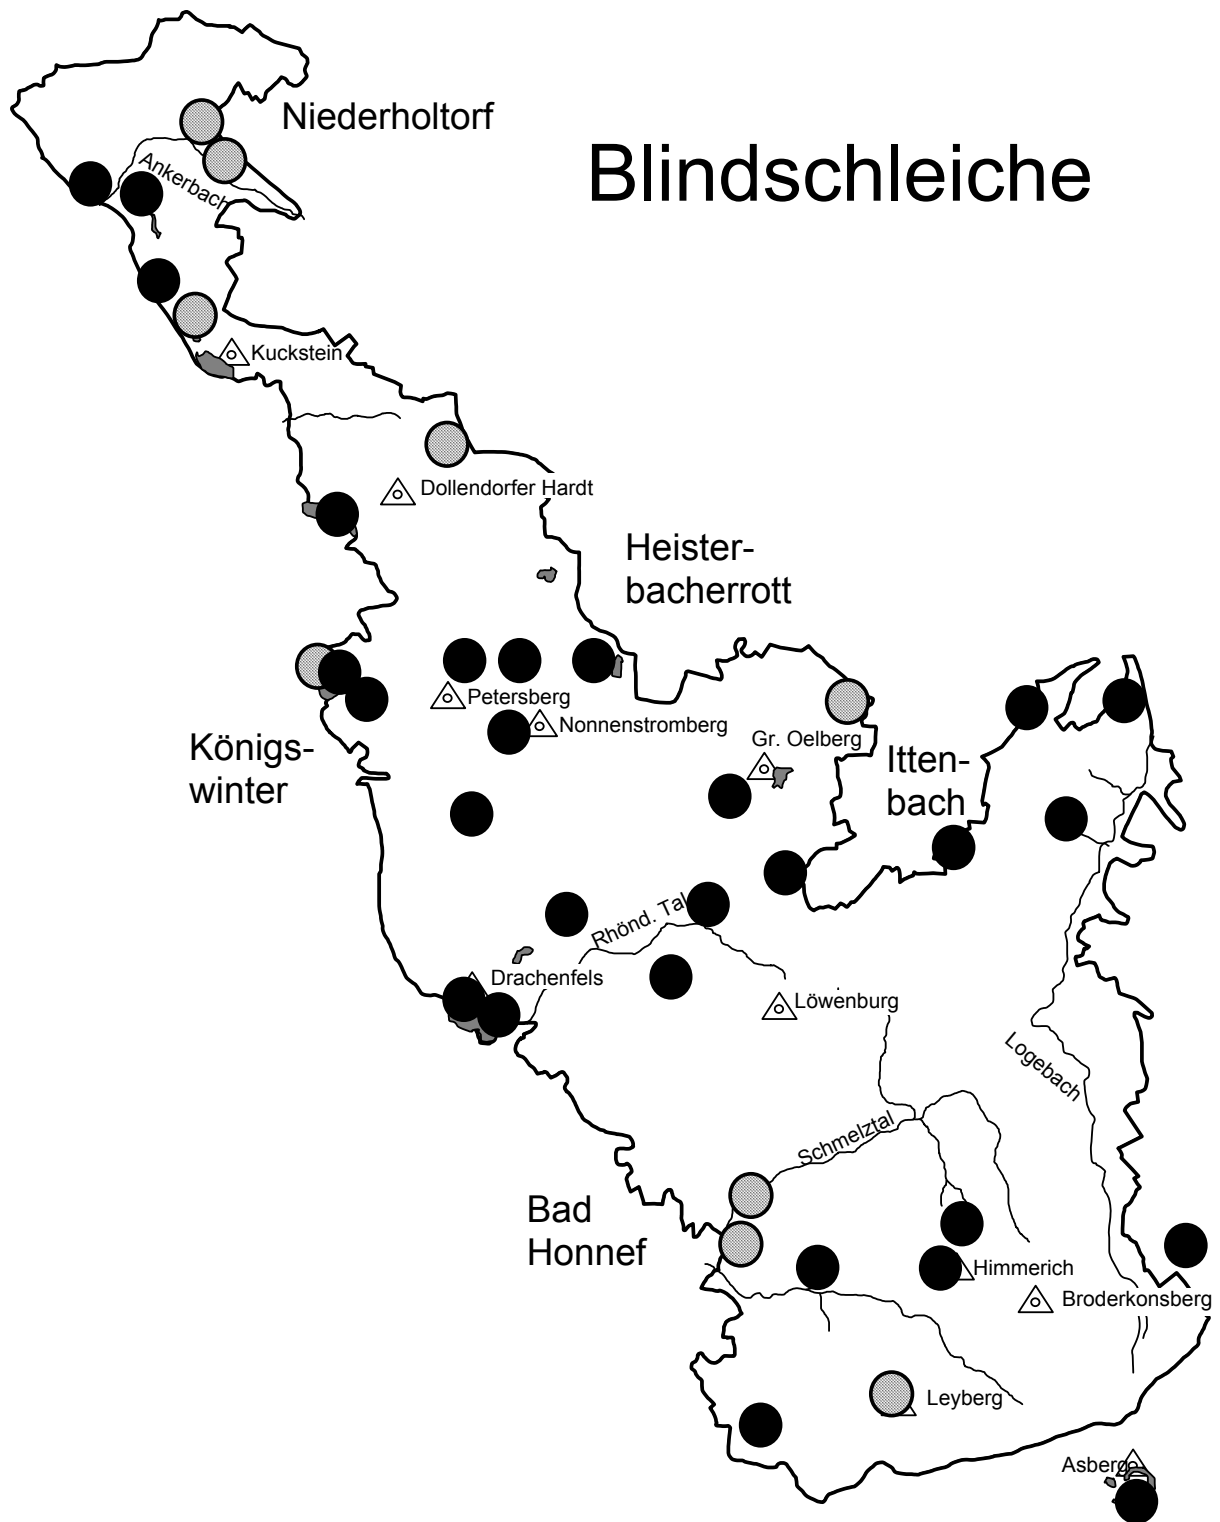 Niederholtorf
Blindschleiche
Ankerbach
Kuckstein
Dollendorfer Hardt
Heister-
bacherrott
Petersberg
Nonnenstromberg
Königs-
winter
Gr. Oelberg
Itten-
bach
Rhönd. Tal
Drachenfels
Löwenburg
Logebach
Schmelztal
Bad
Honnef
Himmerich
Broderkonsberg
Leyberg
Asberg